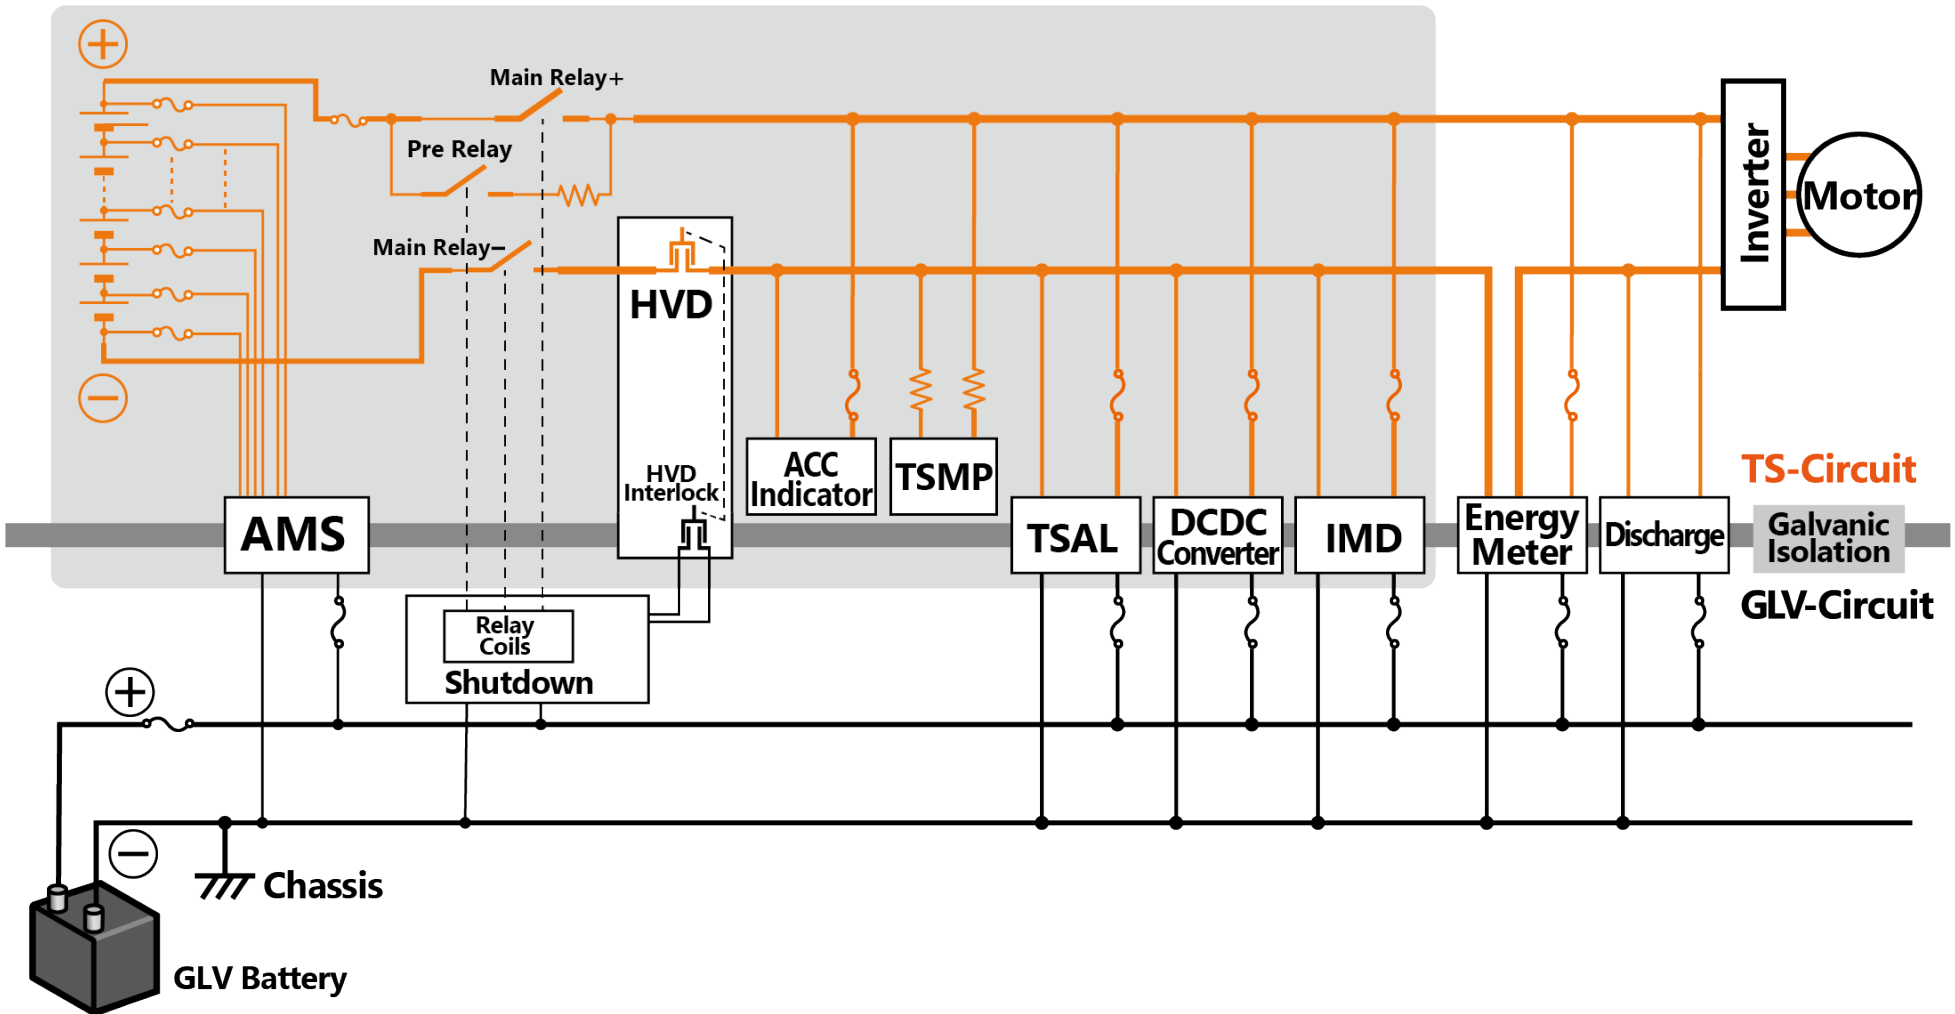 Main Relay+
Pre Relay
Main Relay−
HVD
HVD
Interlock
ACC
Indicator
TSMP
AMS
TSAL
DCDC
Converter
IMD
Energy
Meter
Discharge
Inverter
Motor
TS-Circuit
Galvanic
Isolation
GLV-Circuit
Relay
Coils
Shutdown
Chassis
GLV Battery